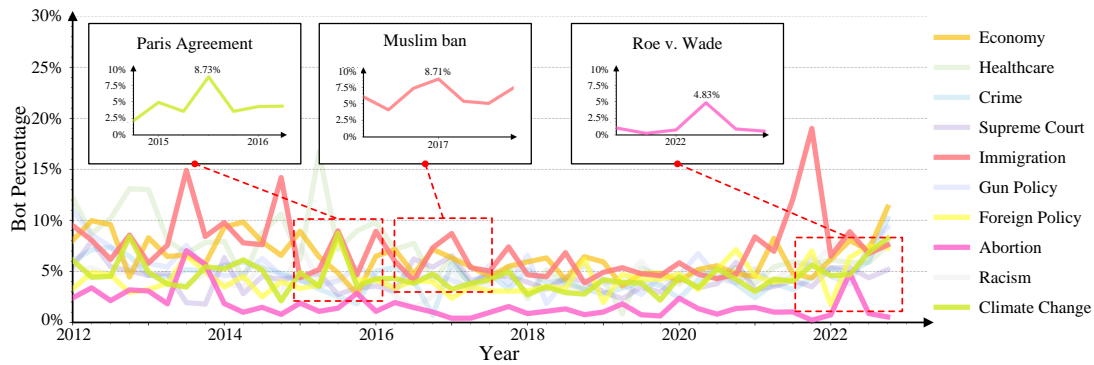 30%
25%
20%
15%
10%
5%
0%
Bot Percentage
2012
2014
2016
2018
2020
2022
Year
Paris Agreement
10%
7.5%
5%
2.5%
0%
8.73%
2015
2016
Muslim ban
10%
7.5%
5%
2.5%
0%
8.71%
2017
Roe v. Wade
10%
7.5%
5%
2.5%
0%
4.83%
2022
Economy
Healthcare
Crime
Supreme Court
Immigration
Gun Policy
Foreign Policy
Abortion
Racism
Climate Change